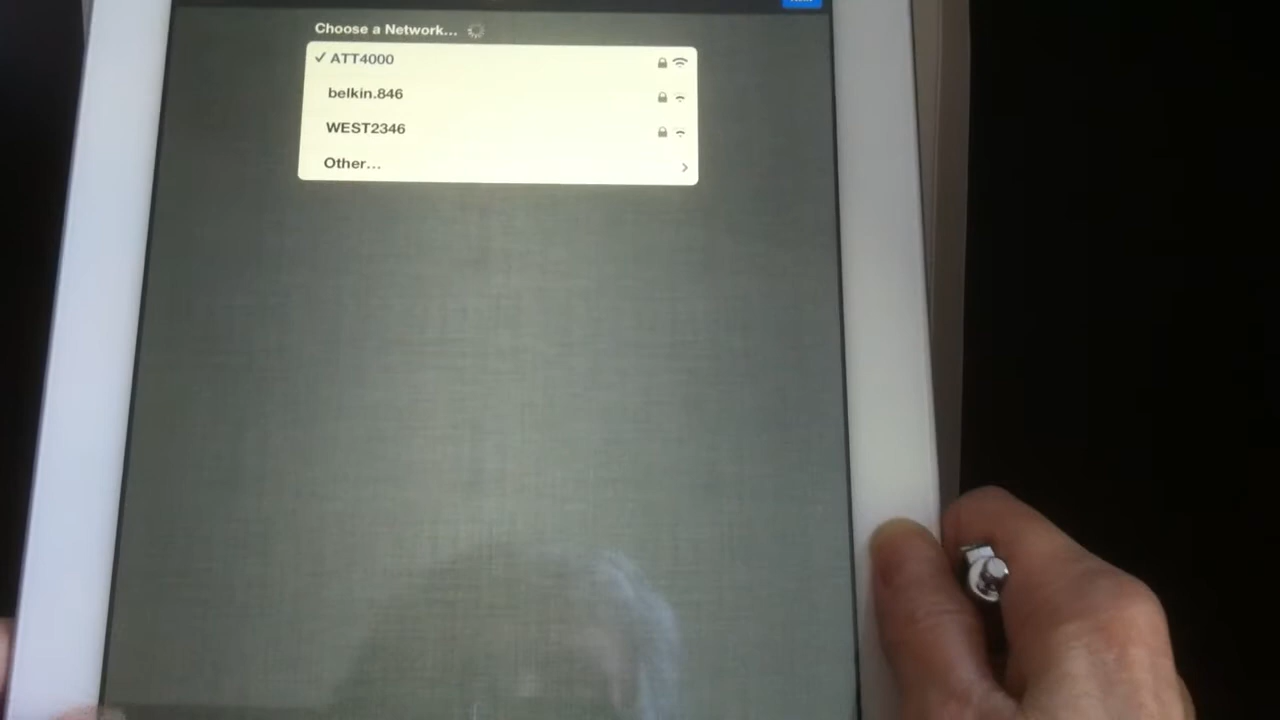 Choose a Network...
✓ ATT4000
belkin.846
WEST2346
Other...